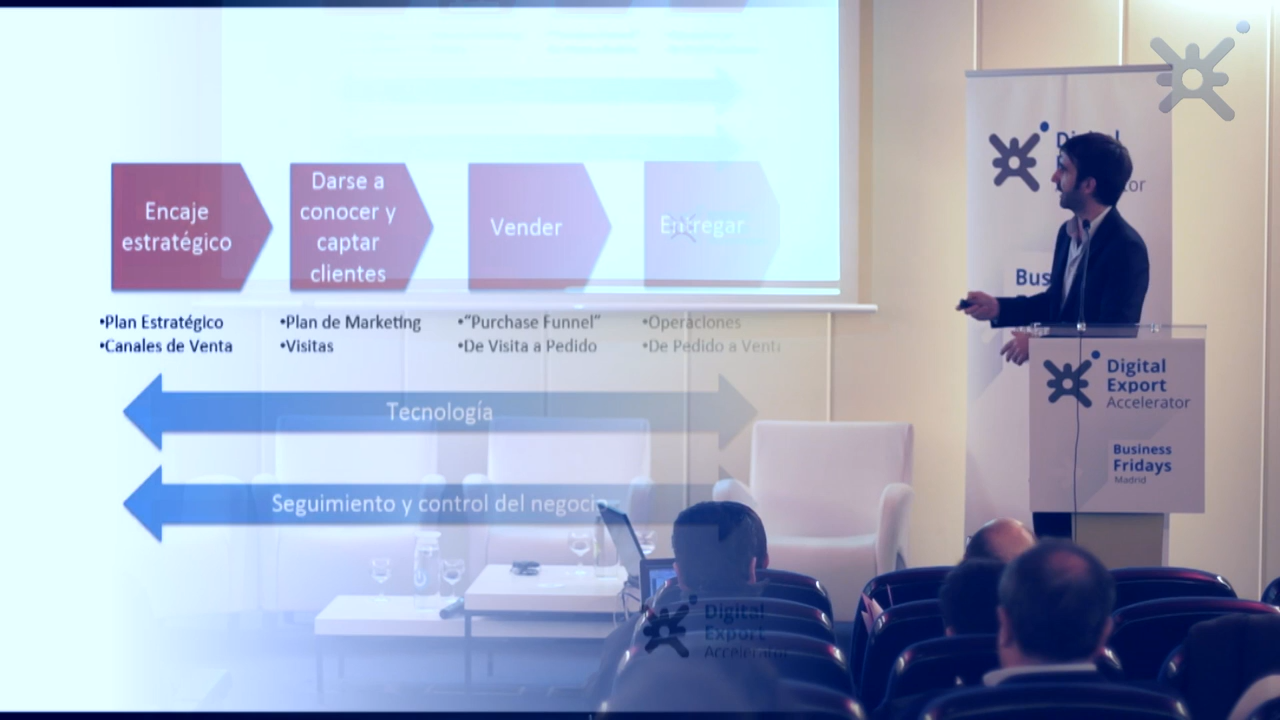 Encaje
estratégico
Darse a
conocer y
captar
clientes
Vender
Entregar
•Plan Estratégico
•Canales de Venta
•Plan de Marketing
•Visitas
•"Purchase Funnel"
•De Visita a Pedido
•Operaciones
•De Pedido a Venta
Tecnología
Seguimiento y control del negocio
Digital
Export
Accelerator
Business
Fridays
Madrid
Digital
Export
Accelerator